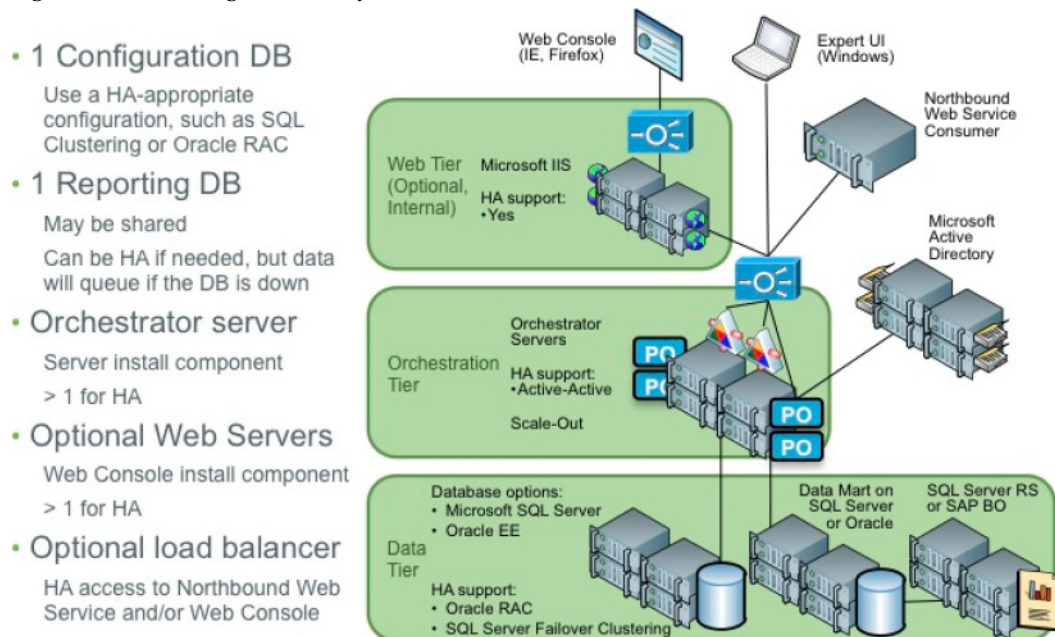 • 1 Configuration DB
Use a HA-appropriate
configuration, such as SQL
Clustering or Oracle RAC
• 1 Reporting DB
May be shared
Can be HA if needed, but data
will queue if the DB is down
• Orchestrator server
Server install component
> 1 for HA
• Optional Web Servers
Web Console install component
> 1 for HA
• Optional load balancer
HA access to Northbound Web
Service and/or Web Console
Web Console
(IE, Firefox)
Expert UI
(Windows)
Northbound
Web Service
Consumer
Web Tier
(Optional,
Internal)
Microsoft IIS
HA support:
•Yes
Microsoft
Active
Directory
Orchestration
Tier
Orchestrator
Servers
HA support:
•Active-Active
Scale-Out
PO
PO
PO
PO
Data
Tier
Database options:
• Microsoft SQL Server
• Oracle EE
HA support:
• Oracle RAC
• SQL Server Failover Clustering
Data Mart on
SQL Server
or Oracle
SQL Server RS
or SAP BO